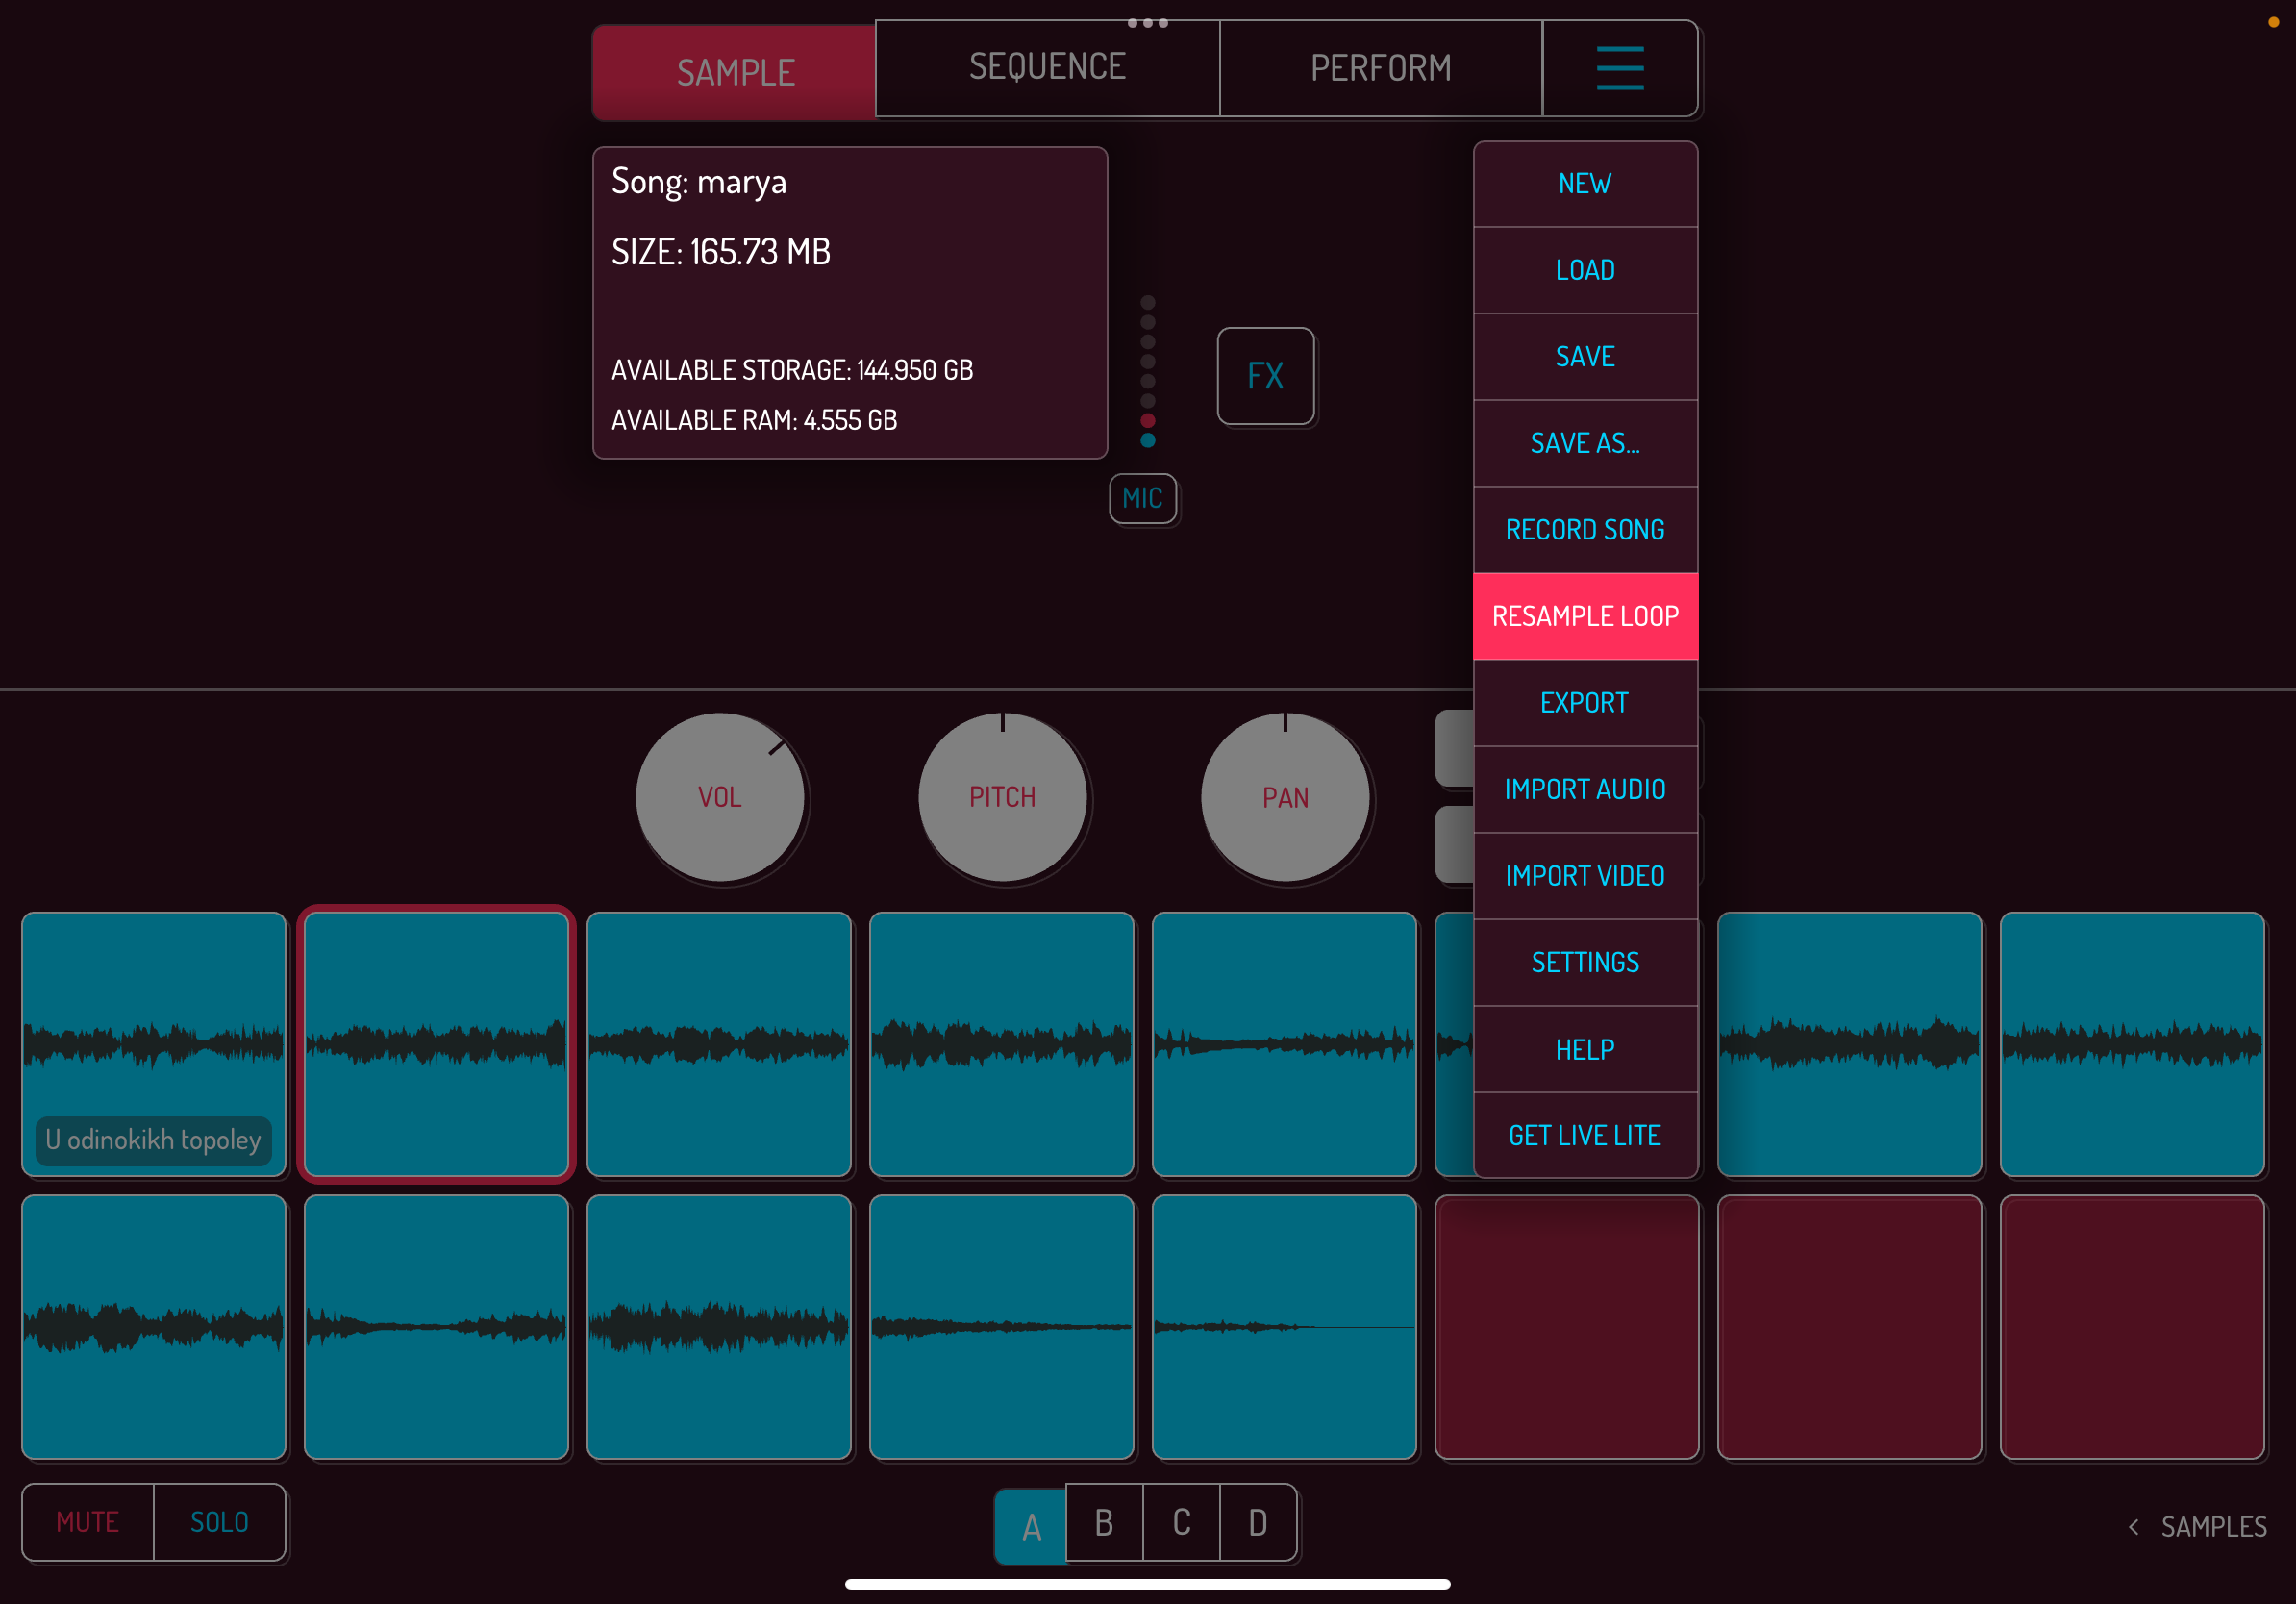 SAMPLE
SEQUENCE
PERFORM
Song: marya
SIZE: 165.73 MB
AVAILABLE STORAGE: 144.950 GB
AVAILABLE RAM: 4.555 GB
FX
MIC
NEW
LOAD
SAVE
SAVE AS...
RECORD SONG
RESAMPLE LOOP
EXPORT
IMPORT AUDIO
IMPORT VIDEO
SETTINGS
HELP
GET LIVE LITE
VOL
PITCH
PAN
U odinokikh topoley
MUTE
SOLO
A
B
C
D
< SAMPLES